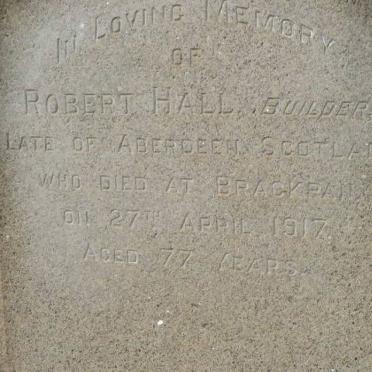 In Loving Memory
OF
ROBERT HALL, BUILDER,
LATE OF ABERDEEN SCOTLAN
WHO DIED AT BRACKPAN
ON 27TH APRIL 1917.
AGED 77 YEARS.